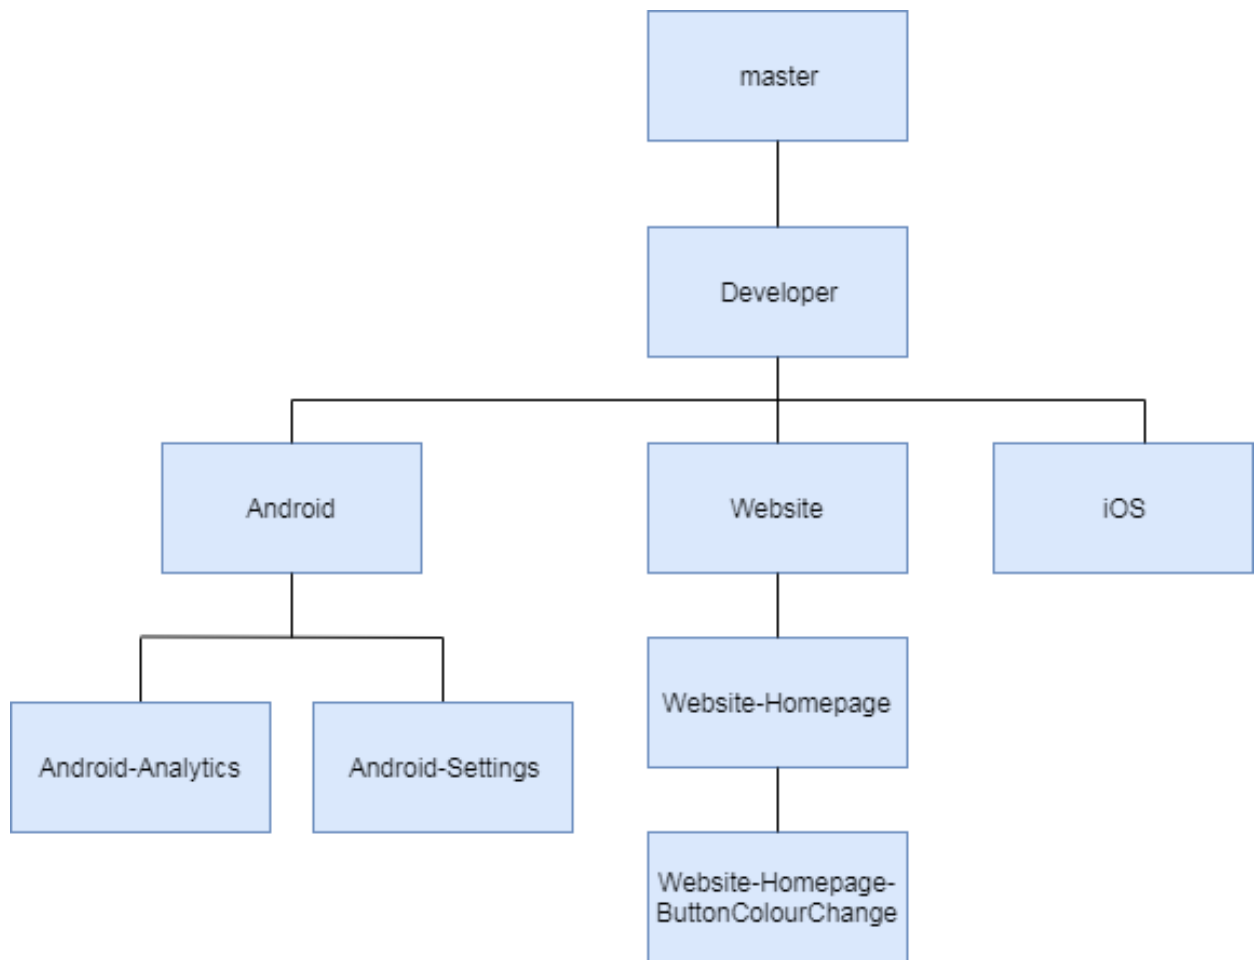 master
Developer
Android
Website
iOS
Website-Homepage
Android-Analytics
Android-Settings
Website-Homepage-
ButtonColourChange